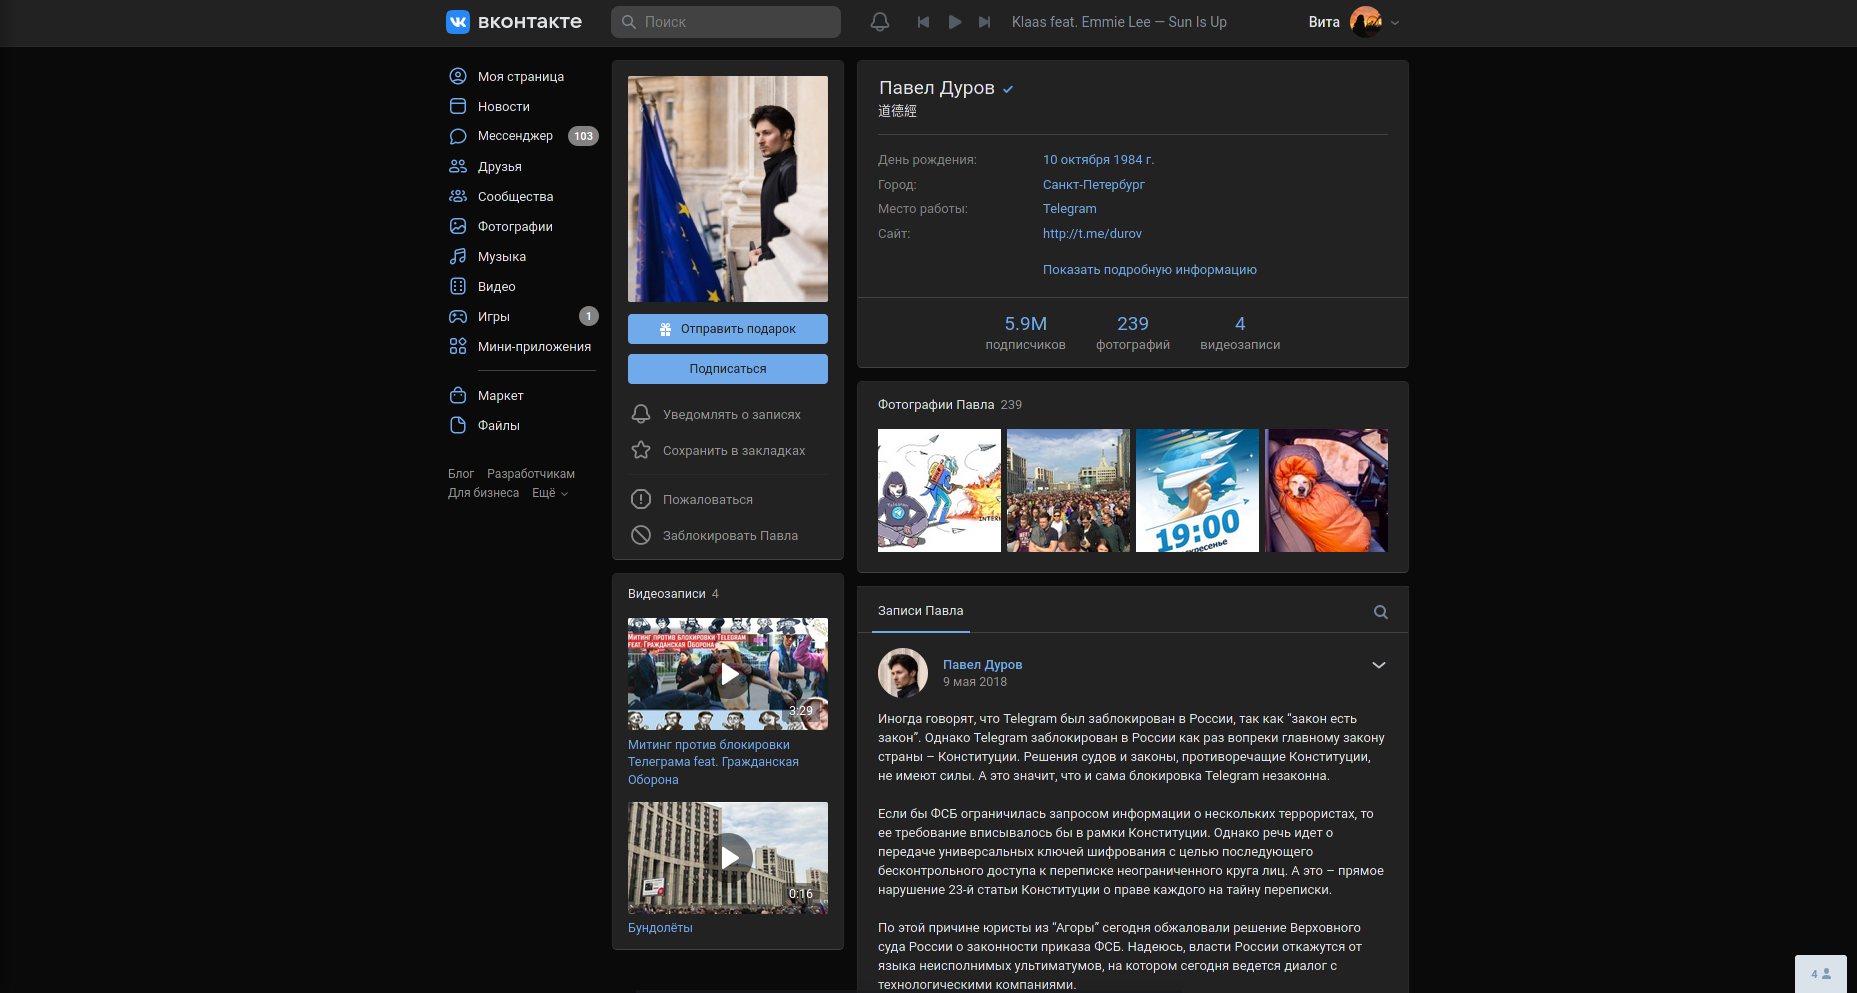 вконтакте
Поиск
Klaas feat. Emmie Lee — Sun Is Up
Вита
Моя страница
Новости
Мессенджер 103
Друзья
Сообщества
Фотографии
Музыка
Видео
Игры 1
Мини-приложения
Маркет
Файлы
Блог Разработчикам
Для бизнеса Ещё
Отправить подарок
Подписаться
Уведомлять о записях
Сохранить в закладках
Пожаловаться
Заблокировать Павла
Видеозаписи 4
МИТИНГ ПРОТИВ БЛОКИРОВКИ TELEGRAM
FEAT. ГРАЖДАНСКАЯ ОБОРОНА
3:29
Митинг против блокировки
Телеграма feat. Гражданская
Оборона
0:16
Бундолёты
Павел Дуров
道德經
День рождения: 10 октября 1984 г.
Город: Санкт-Петербург
Место работы: Telegram
Сайт: http://t.me/durov
Показать подробную информацию
5.9M 239 4
подписчиков фотографий видеозаписи
Фотографии Павла 239
19:00
Записи Павла
Павел Дуров
9 мая 2018
Иногда говорят, что Telegram был заблокирован в России, так как “закон есть
закон”. Однако Telegram заблокирован в России как раз вопреки главному закону
страны – Конституции. Решения судов и законы, противоречащие Конституции,
не имеют силы. А это значит, что и сама блокировка Telegram незаконна.
Если бы ФСБ ограничилась запросом информации о нескольких террористах, то
ее требование вписывалось бы в рамки Конституции. Однако речь идет о
передаче универсальных ключей шифрования с целью последующего
бесконтрольного доступа к переписке неограниченного круга лиц. А это – прямое
нарушение 23-й статьи Конституции о праве каждого на тайну переписки.
По этой причине юристы из “Агоры” сегодня обжаловали решение Верховного
суда России о законности приказа ФСБ. Надеюсь, власти России откажутся от
языка неисполнимых ультиматумов, на котором сегодня ведется диалог с
технологическими компаниями.
4